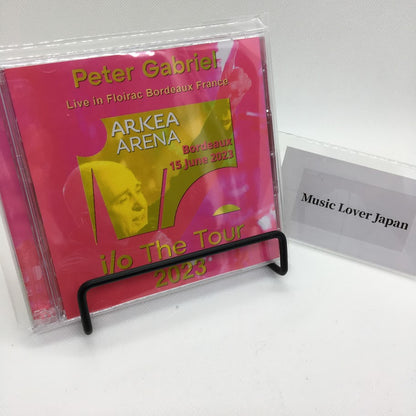 Peter Gabriel
Live in Floirac Bordeaux France
ARKEA
ARENA
Bordeaux
15 June 2023
i/o The Tour
2023
Music Lover Japan